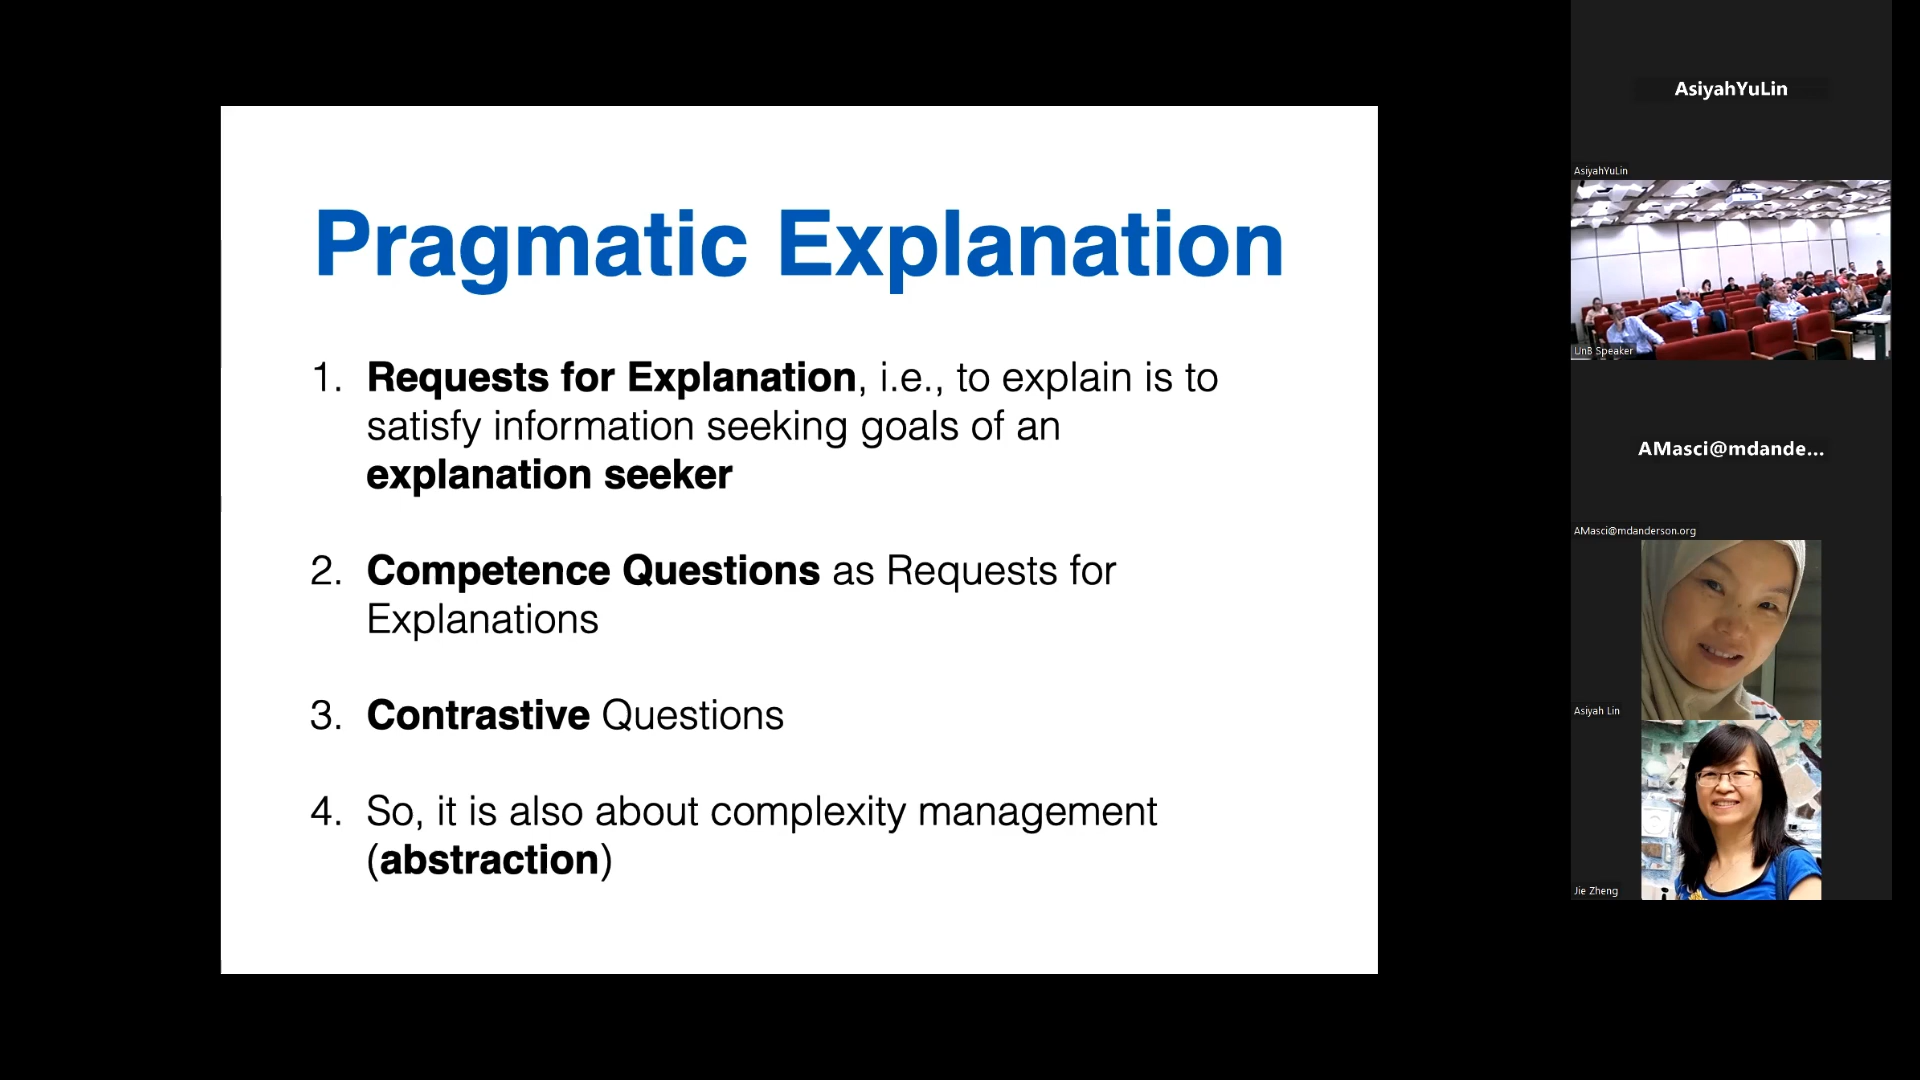 Pragmatic Explanation
1. Requests for Explanation, i.e., to explain is to
satisfy information seeking goals of an
explanation seeker
2. Competence Questions as Requests for
Explanations
3. Contrastive Questions
4. So, it is also about complexity management
(abstraction)
AsiyahYuLin
AsiyahYuLin
UnB Speaker
AMasci@mdande...
AMasci@mdanderson.org
Asiyah Lin
Jie Zheng